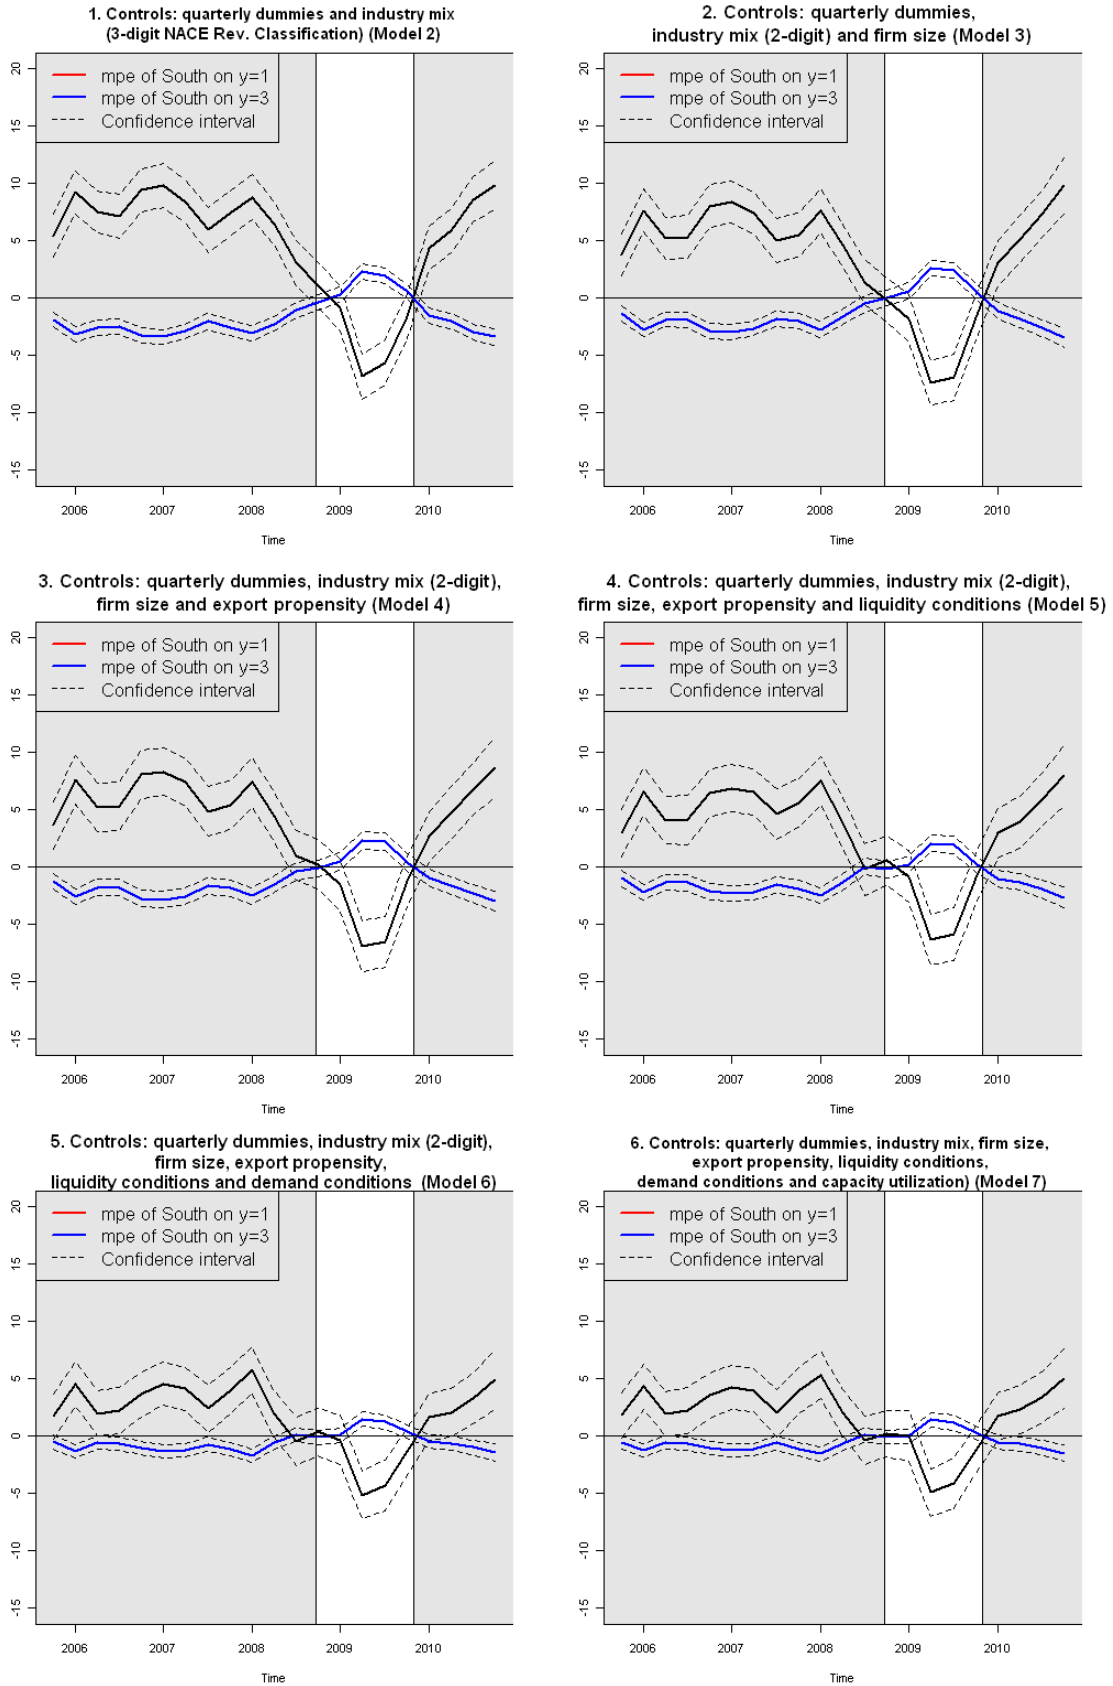 1. Controls: quarterly dummies and industry mix
(3-digit NACE Rev. Classification) (Model 2)
20
15
10
5
0
-5
-10
-15
mpe of South on y=1
mpe of South on y=3
Confidence interval
2006
2007
2008
2009
2010
Time
2. Controls: quarterly dummies,
industry mix (2-digit) and firm size (Model 3)
20
15
10
5
0
-5
-10
-15
mpe of South on y=1
mpe of South on y=3
Confidence interval
2006
2007
2008
2009
2010
Time
3. Controls: quarterly dummies, industry mix (2-digit),
firm size and export propensity (Model 4)
20
15
10
5
0
-5
-10
-15
mpe of South on y=1
mpe of South on y=3
Confidence interval
2006
2007
2008
2009
2010
Time
4. Controls: quarterly dummies, industry mix (2-digit),
firm size, export propensity and liquidity conditions (Model 5)
20
15
10
5
0
-5
-10
-15
mpe of South on y=1
mpe of South on y=3
Confidence interval
2006
2007
2008
2009
2010
Time
5. Controls: quarterly dummies, industry mix (2-digit),
firm size, export propensity,
liquidity conditions and demand conditions (Model 6)
20
15
10
5
0
-5
-10
-15
mpe of South on y=1
mpe of South on y=3
Confidence interval
2006
2007
2008
2009
2010
Time
6. Controls: quarterly dummies, industry mix, firm size,
export propensity, liquidity conditions,
demand conditions and capacity utilization) (Model 7)
20
15
10
5
0
-5
-10
-15
mpe of South on y=1
mpe of South on y=3
Confidence interval
2006
2007
2008
2009
2010
Time